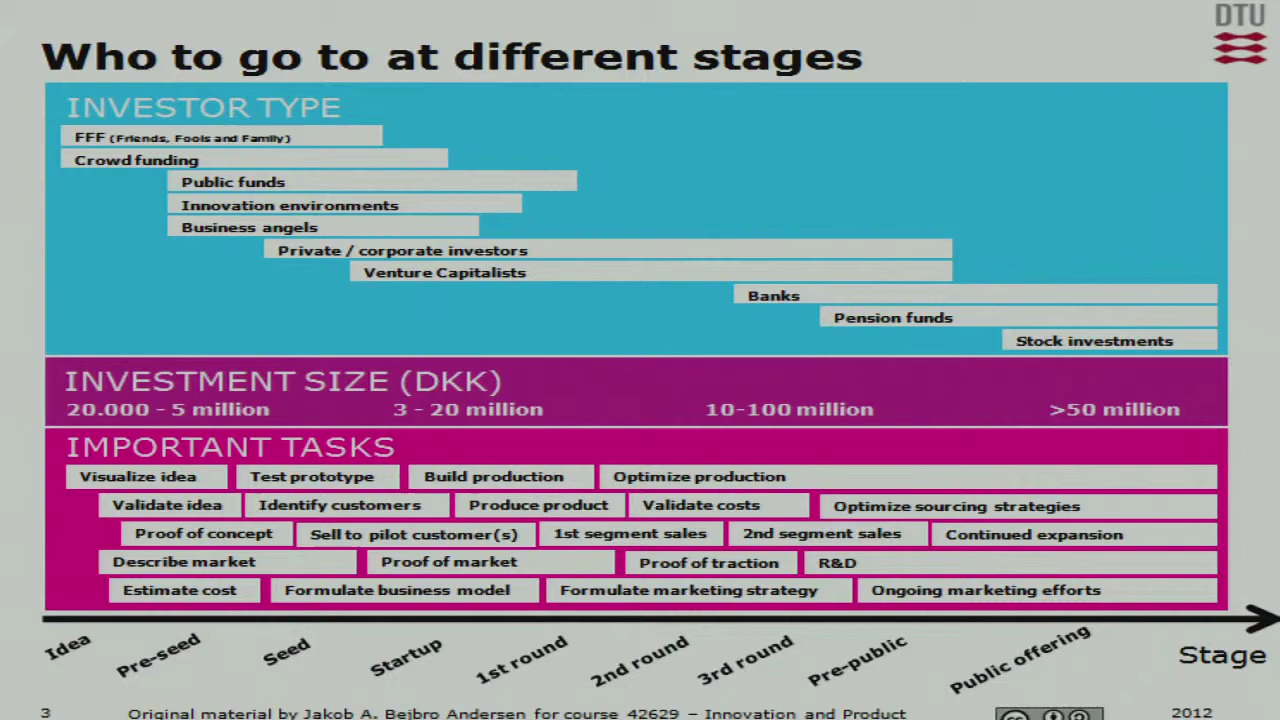 DTU
Who to go to at different stages
INVESTOR TYPE
FFF (Friends, Fools and Family)
Crowd funding
Public funds
Innovation environments
Business angels
Private / corporate investors
Venture Capitalists
Banks
Pension funds
Stock investments
INVESTMENT SIZE (DKK)
20.000 - 5 million 3 - 20 million 10-100 million >50 million
IMPORTANT TASKS
Visualize idea Test prototype Build production Optimize production
Validate idea Identify customers Produce product Validate costs Optimize sourcing strategies
Proof of concept Sell to pilot customer(s) 1st segment sales 2nd segment sales Continued expansion
Describe market Proof of market Proof of traction R&D
Estimate cost Formulate business model Formulate marketing strategy Ongoing marketing efforts
Idea Pre-seed Seed Startup 1st round 2nd round 3rd round Pre-public Public offering Stage
3 Original material by Jakob A. Bejbro Andersen for course 42629 – Innovation and Product 2012